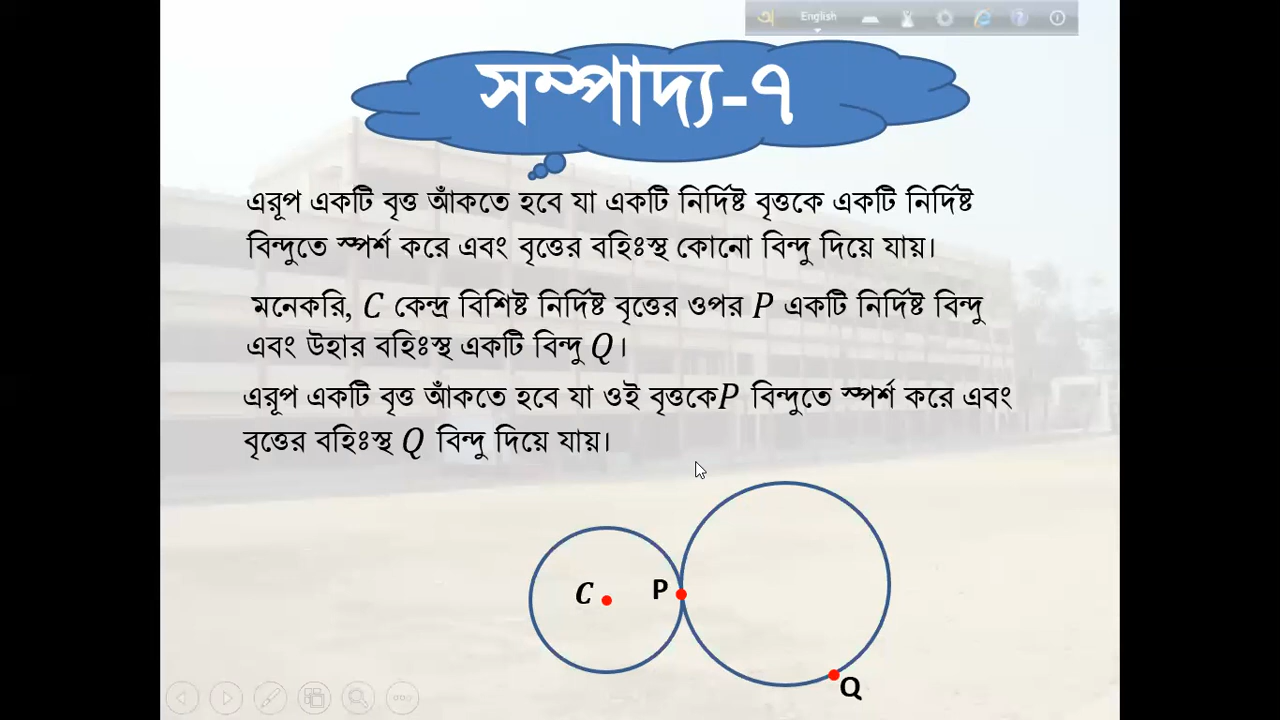 English
সম্পাদ্য-৭
এরূপ একটি বৃত্ত আঁকতে হবে যা একটি নির্দিষ্ট বৃত্তকে একটি নির্দিষ্ট
বিন্দুতে স্পর্শ করে এবং বৃত্তের বহিঃস্থ কোনো বিন্দু দিয়ে যায়।
মনেকরি, C কেন্দ্র বিশিষ্ট নির্দিষ্ট বৃত্তের ওপর P একটি নির্দিষ্ট বিন্দু
এবং উহার বহিঃস্থ একটি বিন্দু Q।
এরূপ একটি বৃত্ত আঁকতে হবে যা ওই বৃত্তকেP বিন্দুতে স্পর্শ করে এবং
বৃত্তের বহিঃস্থ Q বিন্দু দিয়ে যায়।
C P
Q